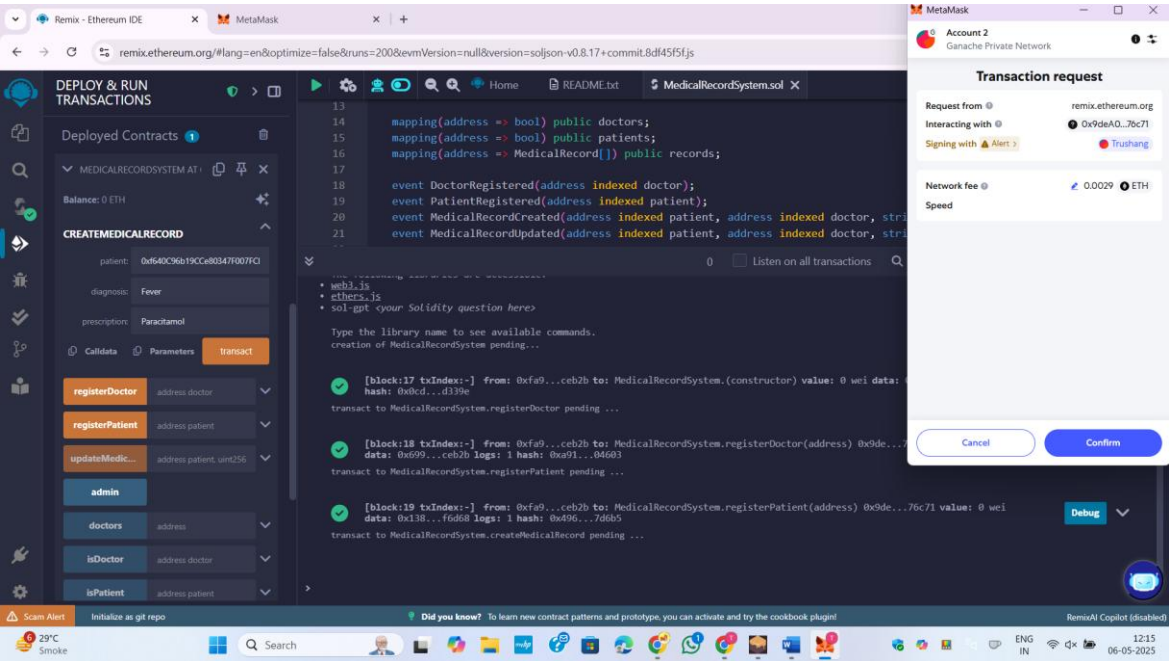 Remix - Ethereum IDE
MetaMask
remix.ethereum.org/#lang=en&optimize=false&runs=200&evmVersion=null&version=soljson-v0.8.17+commit.8df45f5f.js
DEPLOY & RUN
TRANSACTIONS
Deployed Contracts 1
MEDICALRECORDSYSTEM AT
Balance: 0 ETH
CREATEMEDICALRECORD
patient: 0xf640C96b19CCe80347F007FCI
diagnosis: Fever
prescription: Paracitamol
Calldata Parameters transact
registerDoctor address doctor
registerPatient address patient
updateMedic... address patient, uint256
admin
doctors address
isDoctor address doctor
isPatient address patient
Home README.txt MedicalRecordSystem.sol
13
14 mapping(address => bool) public doctors;
15 mapping(address => bool) public patients;
16 mapping(address => MedicalRecord[]) public records;
17
18 event DoctorRegistered(address indexed doctor);
19 event PatientRegistered(address indexed patient);
20 event MedicalRecordCreated(address indexed patient, address indexed doctor, stri
21 event MedicalRecordUpdated(address indexed patient, address indexed doctor, stri
0 Listen on all transactions
web3.js
ethers.js
sol-gpt <your Solidity question here>
Type the library name to see available commands.
creation of MedicalRecordSystem pending...
[block:17 txIndex:-] from: 0xfa9...ceb2b to: MedicalRecordSystem.(constructor) value: 0 wei data:
hash: 0x0cd...d339e
transact to MedicalRecordSystem.registerDoctor pending ...
[block:18 txIndex:-] from: 0xfa9...ceb2b to: MedicalRecordSystem.registerDoctor(address) 0x9de...7
data: 0x699...ceb2b logs: 1 hash: 0xa91...04603
transact to MedicalRecordSystem.registerPatient pending ...
[block:19 txIndex:-] from: 0xfa9...ceb2b to: MedicalRecordSystem.registerPatient(address) 0x9de...76c71 value: 0 wei
data: 0x138...f6d68 logs: 1 hash: 0x496...7d6b5
Debug
transact to MedicalRecordSystem.createMedicalRecord pending ...
>
MetaMask
Account 2
Ganache Private Network
Transaction request
Request from remix.ethereum.org
Interacting with 0x9deA0...76c71
Signing with Alert > Trushang
Network fee 0.0029 ETH
Speed
Cancel Confirm
Scam Alert Initialize as git repo Did you know? To learn new contract patterns and prototype, you can activate and try the cookbook plugin! RemixAI Copilot (disabled)
6 29°C
Smoke
Search
ENG
IN
12:15
06-05-2025